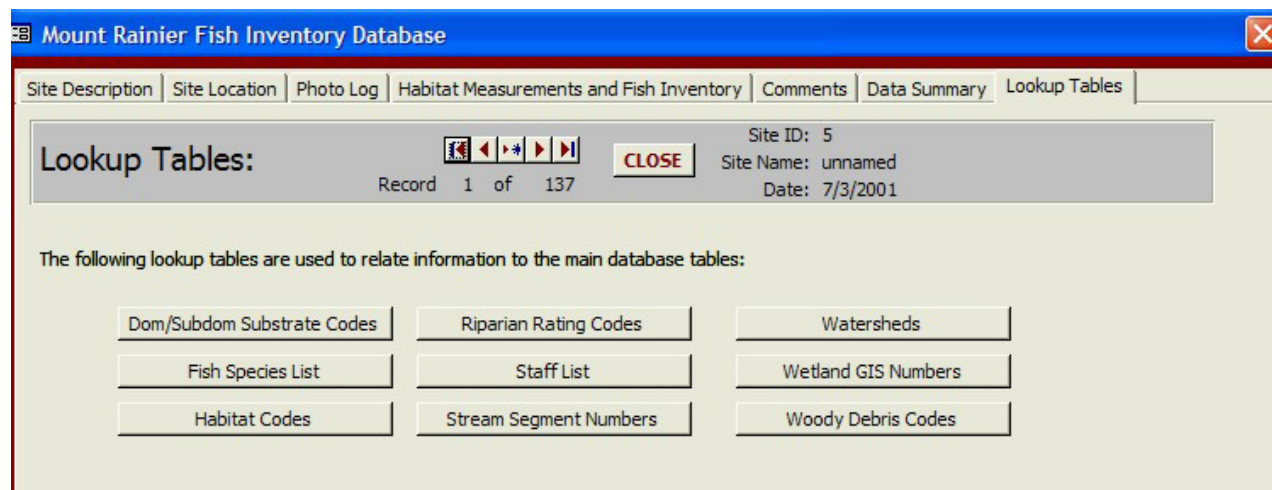 Mount Rainier Fish Inventory Database
Site Description Site Location Photo Log Habitat Measurements and Fish Inventory Comments Data Summary Lookup Tables
Lookup Tables:
CLOSE
Record 1 of 137
Site ID: 5
Site Name: unnamed
Date: 7/3/2001
The following lookup tables are used to relate information to the main database tables:
Dom/Subdom Substrate Codes Riparian Rating Codes Watersheds
Fish Species List Staff List Wetland GIS Numbers
Habitat Codes Stream Segment Numbers Woody Debris Codes